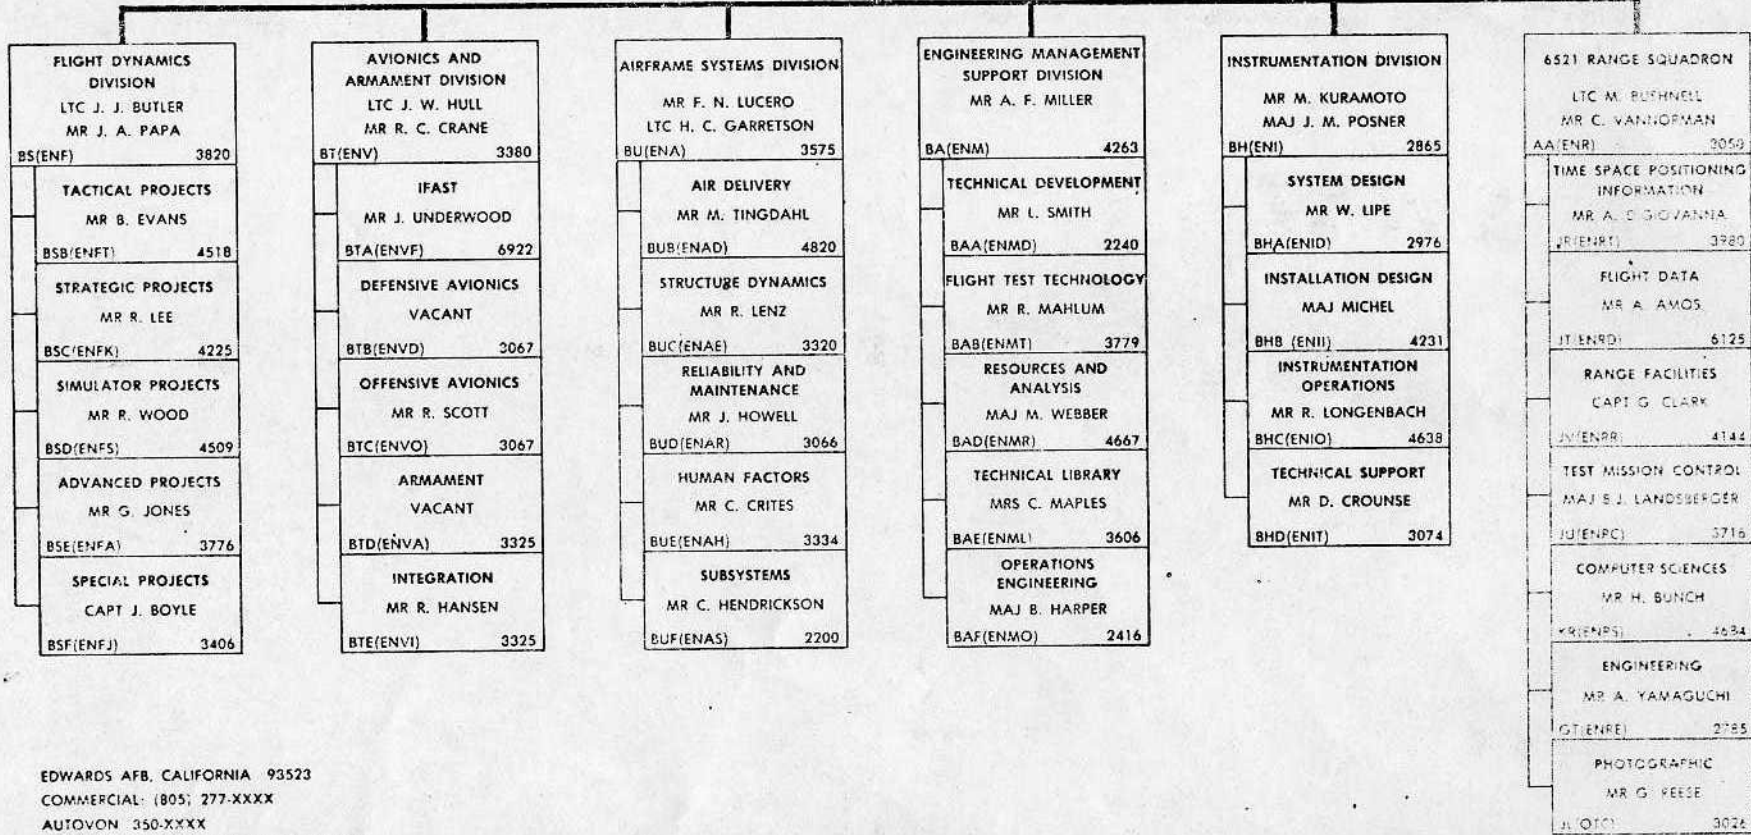 FLIGHT DYNAMICS
DIVISION
LTC J. J. BUTLER
MR J. A. PAPA
BS(ENF) 3820
TACTICAL PROJECTS
MR B. EVANS
BSB(ENFT) 4518
STRATEGIC PROJECTS
MR R. LEE
BSC(ENFK) 4225
SIMULATOR PROJECTS
MR R. WOOD
BSD(ENFS) 4509
ADVANCED PROJECTS
MR G. JONES
BSE(ENFA) 3776
SPECIAL PROJECTS
CAPT J. BOYLE
BSF(ENFJ) 3406
AVIONICS AND
ARMAMENT DIVISION
LTC J. W. HULL
MR R. C. CRANE
BT(ENV) 3380
IFAST
MR J. UNDERWOOD
BTA(ENVF) 6922
DEFENSIVE AVIONICS
VACANT
BTB(ENVD) 3067
OFFENSIVE AVIONICS
MR R. SCOTT
BTC(ENVO) 3067
ARMAMENT
VACANT
BTD(ENVA) 3325
INTEGRATION
MR R. HANSEN
BTE(ENVI) 3325
AIRFRAME SYSTEMS DIVISION
MR F. N. LUCERO
LTC H. C. GARRETSON
BU(ENA) 3575
AIR DELIVERY
MR M. TINGDAHL
BUB(ENAD) 4820
STRUCTURE DYNAMICS
MR R. LENZ
BUC(ENAE) 3320
RELIABILITY AND
MAINTENANCE
MR J. HOWELL
BUD(ENAR) 3066
HUMAN FACTORS
MR C. CRITES
BUE(ENAH) 3334
SUBSYSTEMS
MR C. HENDRICKSON
BUF(ENAS) 2200
ENGINEERING MANAGEMENT
SUPPORT DIVISION
MR A. F. MILLER
BA(ENM) 4263
TECHNICAL DEVELOPMENT
MR L. SMITH
BAA(ENMD) 2240
FLIGHT TEST TECHNOLOGY
MR R. MAHLUM
BAB(ENMT) 3779
RESOURCES AND
ANALYSIS
MAJ M. WEBBER
BAD(ENMR) 4667
TECHNICAL LIBRARY
MRS C. MAPLES
BAE(ENML) 3606
OPERATIONS
ENGINEERING
MAJ B. HARPER
BAF(ENMO) 2416
INSTRUMENTATION DIVISION
MR M. KURAMOTO
MAJ J. M. POSNER
BH(ENI) 2865
SYSTEM DESIGN
MR W. LIPE
BHA(ENID) 2976
INSTALLATION DESIGN
MAJ MICHEL
BHB (ENII) 4231
INSTRUMENTATION
OPERATIONS
MR R. LONGENBACH
BHC(ENIO) 4638
TECHNICAL SUPPORT
MR D. CROUNSE
BHD(ENIT) 3074
6521 RANGE SQUADRON
LTC M. BUSHNELL
MR C. VANNORMAN
AA(ENR)
TIME SPACE POSITIONING
INFORMATION
MR A.
JR(ENRT) 3980
FLIGHT DATA
MR A. AMOS
JT(ENRD) 6125
RANGE FACILITIES
CAPT G. CLARK
JV(ENRR) 4144
TEST MISSION CONTROL
MAJ LANDSBERGER
3716
COMPUTER SCIENCES
MR H. BUNCH
ENGINEERING
MR A. YAMAGUCHI
GT(ENRE) 2785
PHOTOGRAPHIC
MR G. REESE
EDWARDS AFB, CALIFORNIA 93523
COMMERCIAL: (805) 277-XXXX
AUTOVON 350-XXXX